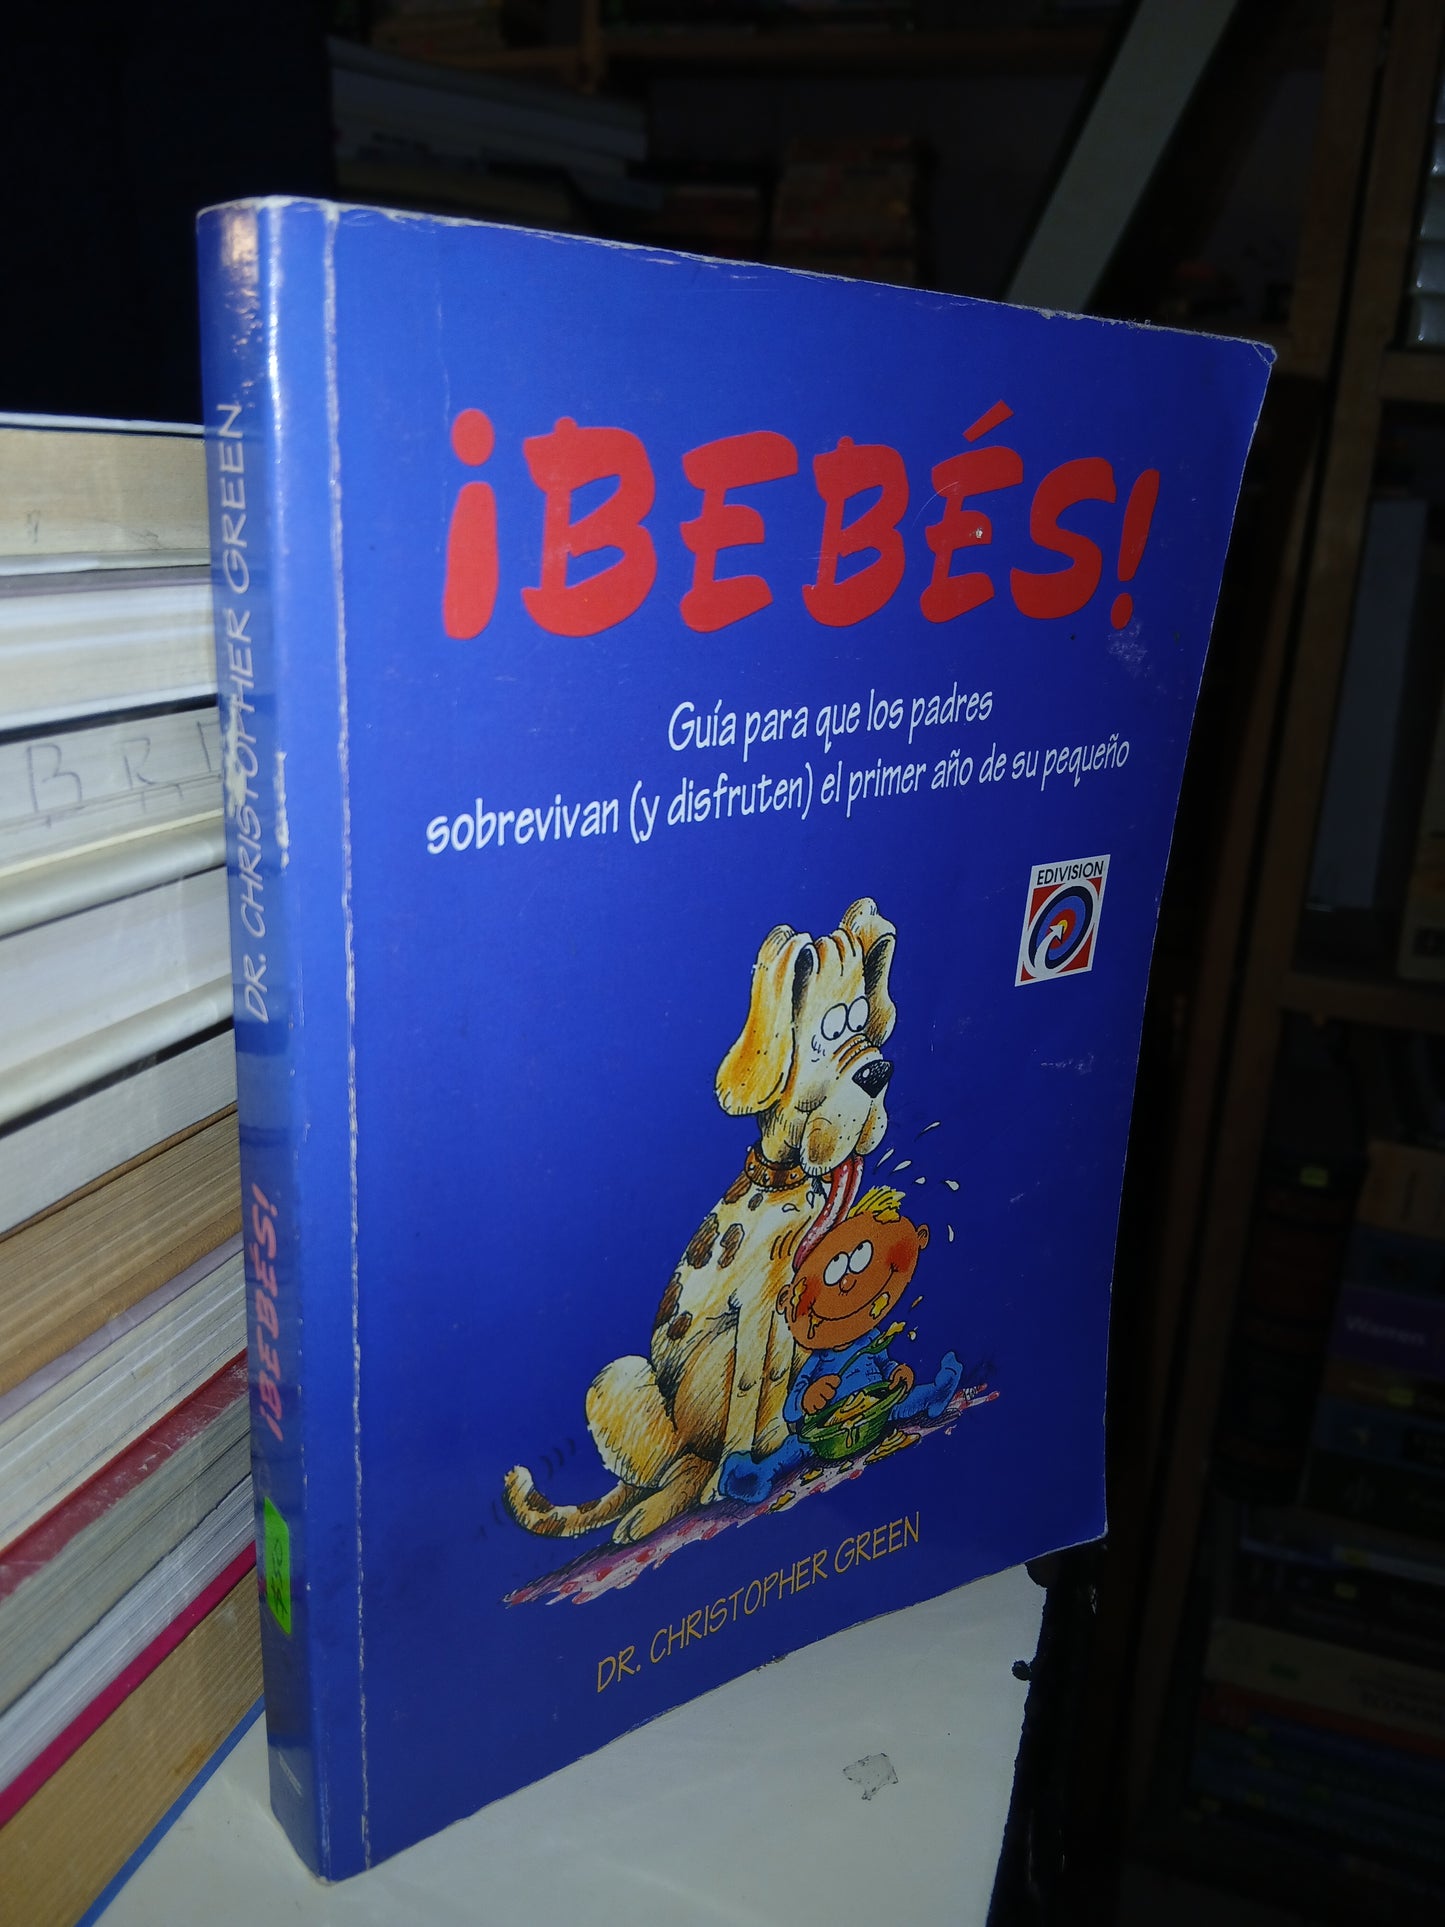 ¡BEBÉS!
Guía para que los padres
sobrevivan (y disfruten) el primer año de su pequeño
EDIVISION
DR. CHRISTOPHER GREEN
DR. CHRISTOPHER GREEN
¡BEBÉS!
Warren